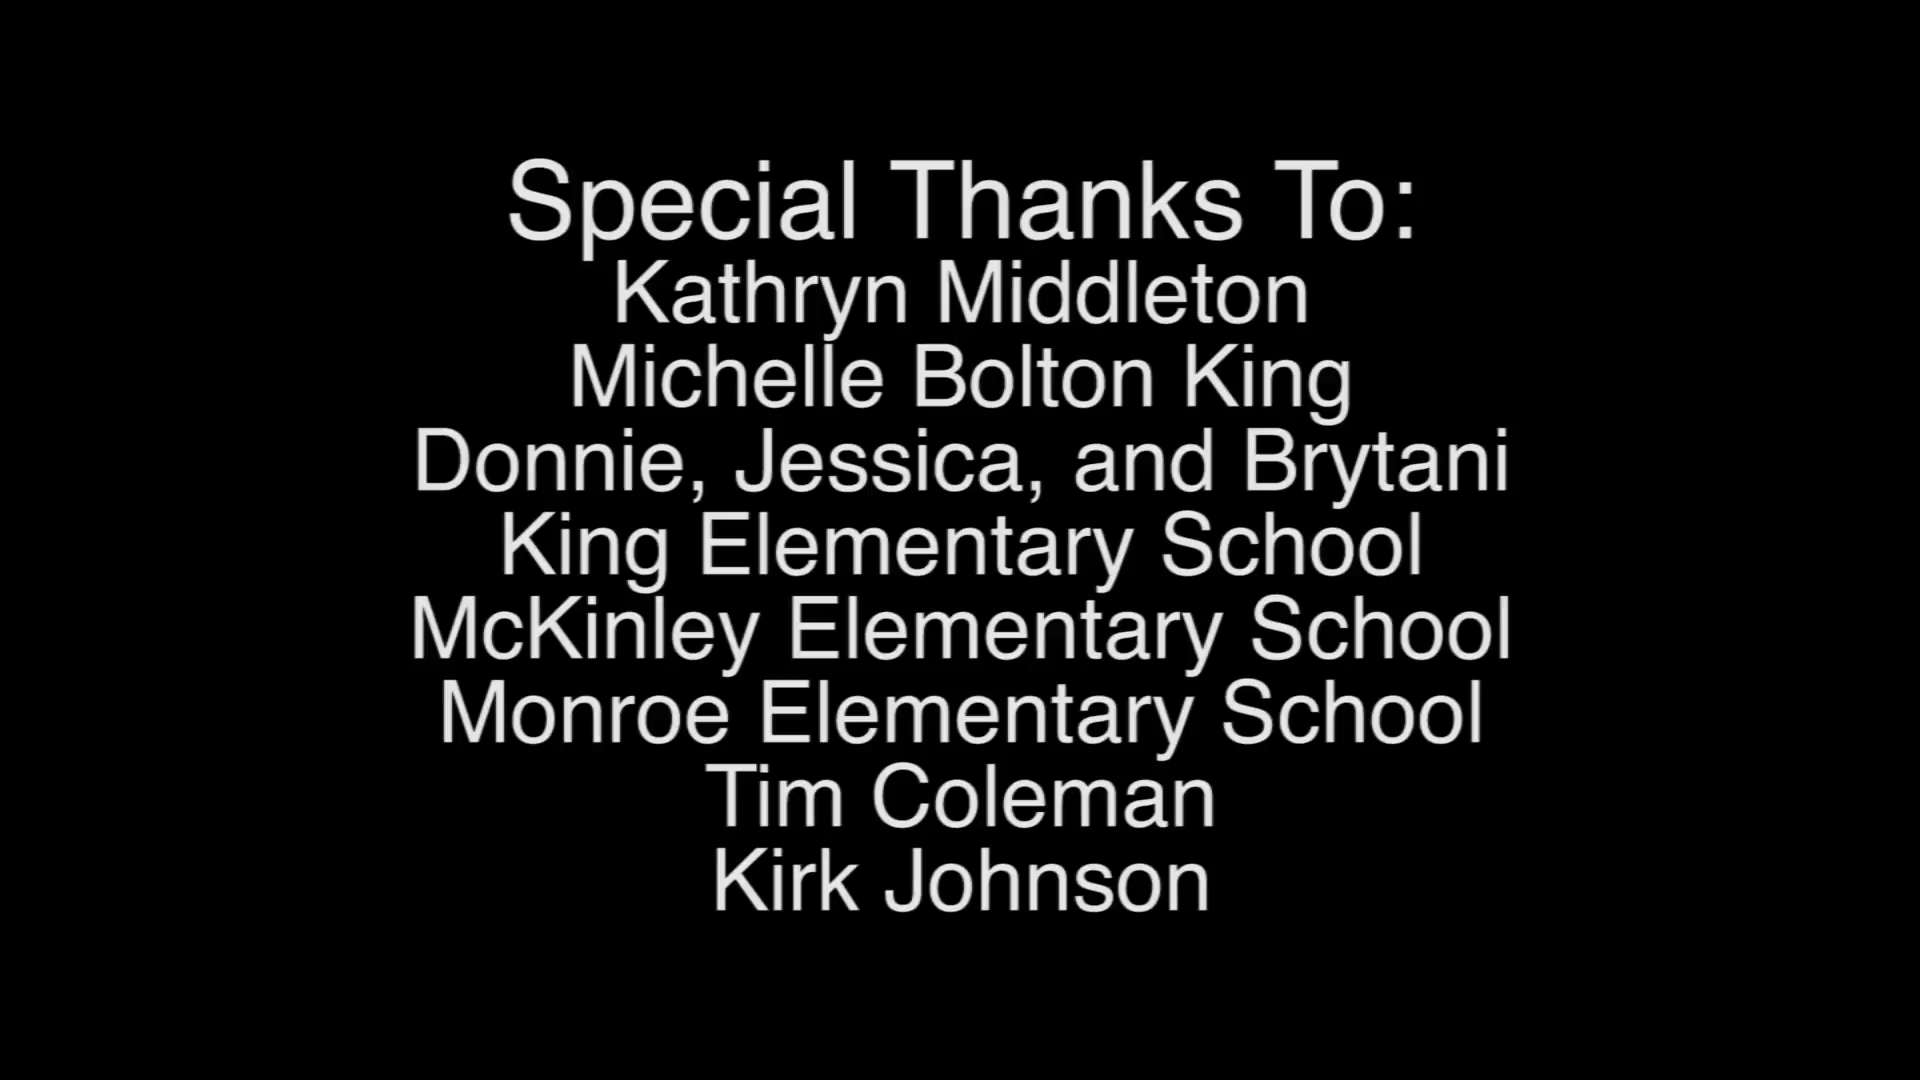 Special Thanks To:
Kathryn Middleton
Michelle Bolton King
Donnie, Jessica, and Brytani
King Elementary School
McKinley Elementary School
Monroe Elementary School
Tim Coleman
Kirk Johnson